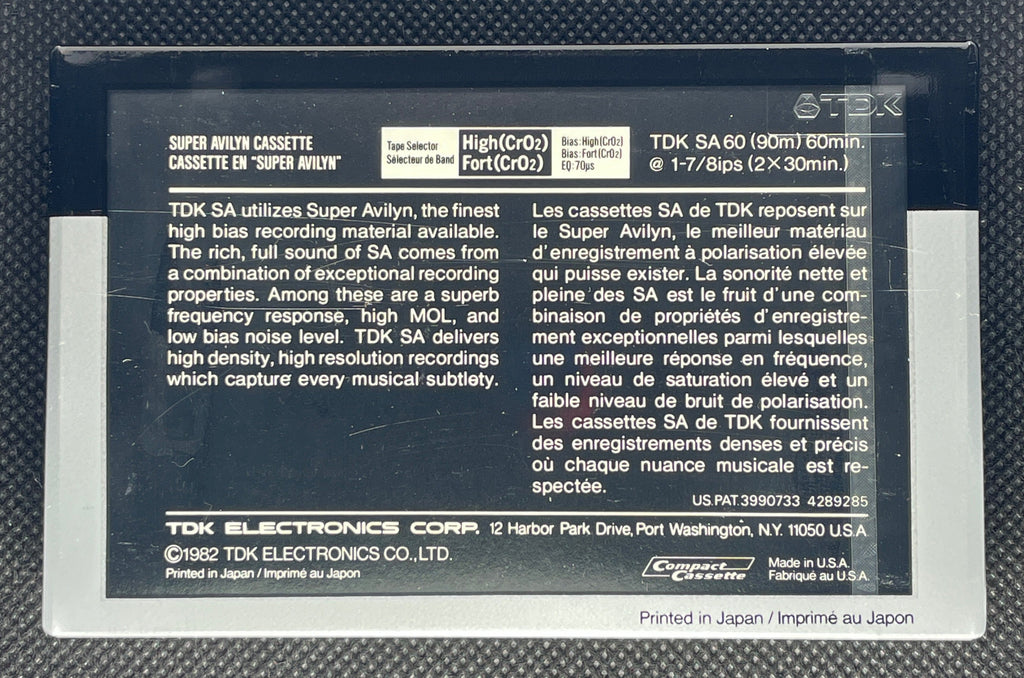 TDK
SUPER AVILYN CASSETTE
CASSETTE EN "SUPER AVILYN"
Tape Selector
Sélecteur de Band
High(CrO2)
Fort(CrO2)
Bias:High(CrO2)
Bias:Fort(CrO2)
EQ:70μs
TDK SA60 (90m) 60min.
@ 1-7/8ips (2×30min.)
TDK SA utilizes Super Avilyn, the finest
high bias recording material available.
The rich, full sound of SA comes from
a combination of exceptional recording
properties. Among these are a superb
frequency response, high MOL, and
low bias noise level. TDK SA delivers
high density, high resolution recordings
which capture every musical subtlety.
Les cassettes SA de TDK reposent sur
le Super Avilyn, le meilleur matériau
d'enregistrement à polarisation élevée
qui puisse exister. La sonorité nette et
pleine des SA est le fruit d'une com-
binaison de propriétés d'enregistre-
ment exceptionnelles parmi lesquelles
une meilleure réponse en fréquence,
un niveau de saturation élevé et un
faible niveau de bruit de polarisation.
Les cassettes SA de TDK fournissent
des enregistrements denses et précis
où chaque nuance musicale est re-
spectée.
US.PAT.3990733 4289285
TDK ELECTRONICS CORP. 12 Harbor Park Drive, Port Washington, N.Y. 11050 U.S.A
©1982 TDK ELECTRONICS CO., LTD.
Printed in Japan / Imprimé au Japon
Compact
Cassette
Made in U.S.A.
Fabriqué au U.S.A.
Printed in Japan / Imprimé au Japon